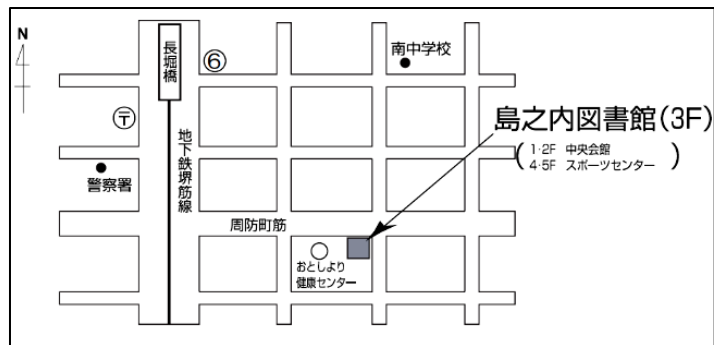 N
長堀橋
⑥
南中学校
〒
地下鉄堺筋線
島之内図書館(3F)
(1･2F 中央会館
4･5F スポーツセンター)
警察署
周防町筋
おとしより
健康センター